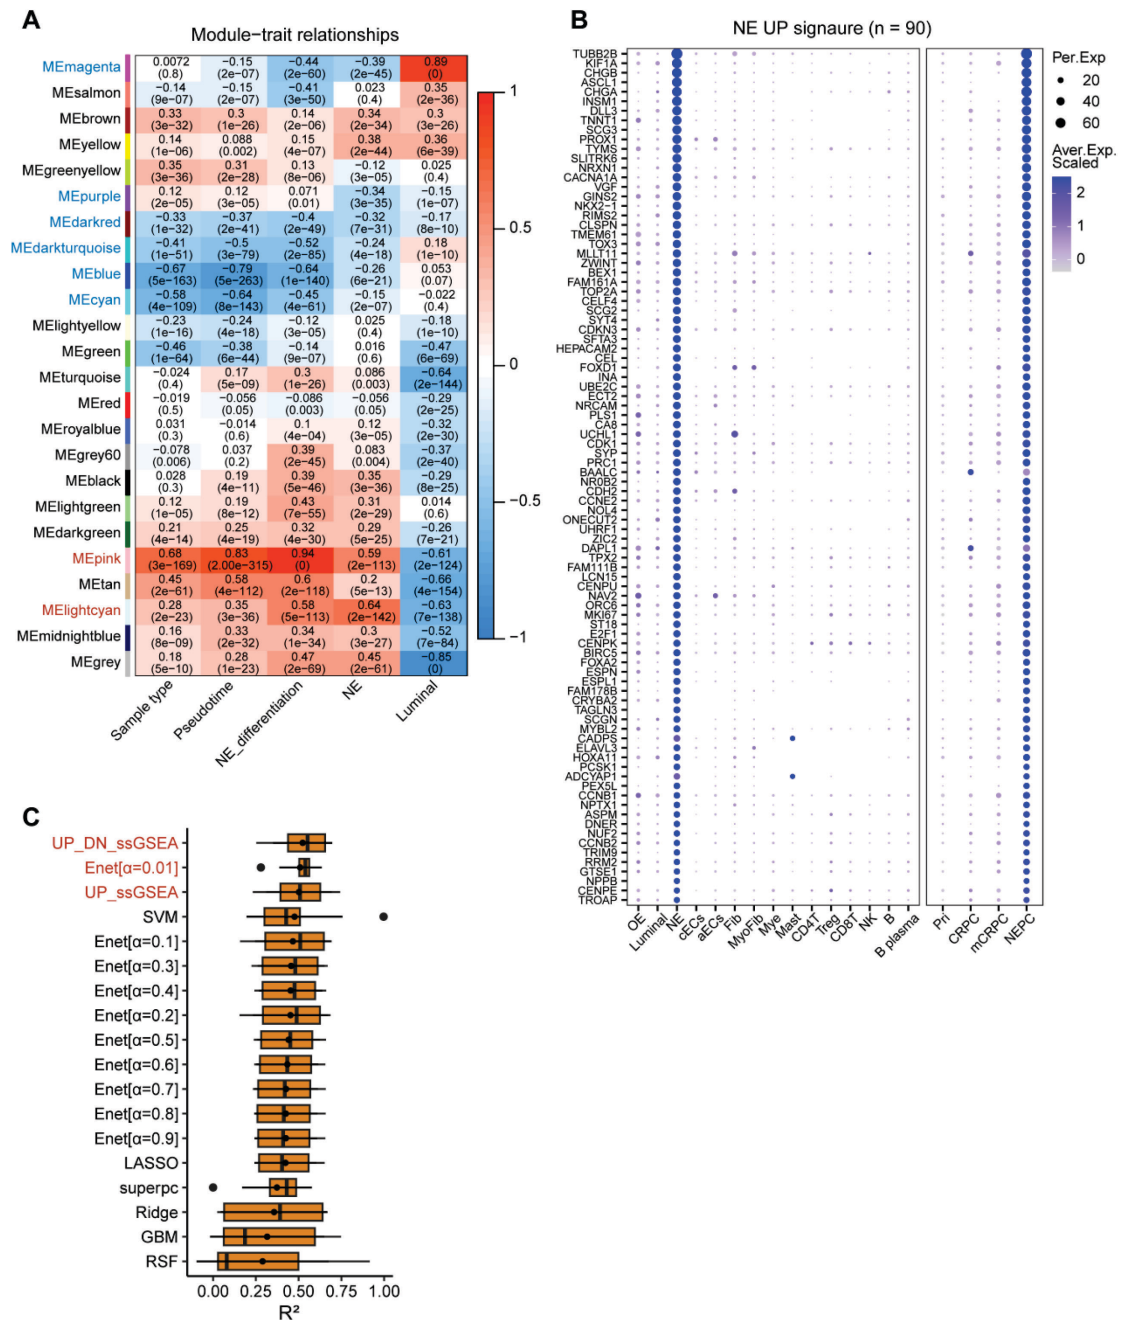 A
Module−trait relationships
MEmagenta 0.0072 −0.15 −0.44 −0.39 0.89
(0.8) (2e−07) (2e−60) (2e−45) (0)
MEsalmon −0.14 −0.15 −0.41 0.023 0.35
(9e−07) (2e−07) (3e−50) (0.4) (2e−36)
MEbrown 0.33 0.3 0.14 0.34 0.3
(3e−32) (1e−26) (2e−06) (2e−34) (3e−26)
MEyellow 0.14 0.088 0.15 0.38 0.36
(1e−06) (0.002) (4e−07) (2e−44) (6e−39)
MEgreenyellow 0.35 0.31 0.13 −0.12 0.025
(3e−36) (2e−28) (8e−06) (3e−05) (0.4)
MEpurple 0.12 0.12 0.071 −0.34 −0.15
(2e−05) (3e−05) (0.01) (3e−35) (1e−07)
MEdarkred −0.33 −0.37 −0.4 −0.32 −0.17
(1e−32) (2e−41) (2e−49) (7e−31) (8e−10)
MEdarkturquoise −0.41 −0.5 −0.52 −0.24 0.18
(1e−51) (3e−79) (2e−85) (4e−18) (1e−10)
MEblue −0.67 −0.79 −0.64 −0.26 0.053
(5e−163) (5e−263) (1e−140) (6e−21) (0.07)
MEcyan −0.58 −0.64 −0.45 −0.15 −0.022
(4e−109) (8e−143) (4e−61) (2e−07) (0.4)
MElightyellow −0.23 −0.24 −0.12 0.025 −0.18
(1e−16) (4e−18) (3e−05) (0.4) (1e−10)
MEgreen −0.46 −0.38 −0.14 0.016 −0.47
(1e−64) (6e−44) (9e−07) (0.6) (6e−69)
MEturquoise −0.024 0.17 0.3 0.086 −0.64
(0.4) (5e−09) (1e−26) (0.003) (2e−144)
MEred −0.019 −0.056 −0.086 −0.056 −0.29
(0.5) (0.05) (0.003) (0.05) (2e−25)
MEroyalblue 0.031 −0.014 0.1 0.12 −0.32
(0.3) (0.6) (4e−04) (3e−05) (2e−30)
MEgrey60 −0.078 0.037 0.39 0.083 −0.37
(0.006) (0.2) (2e−45) (0.004) (2e−40)
MEblack 0.028 0.19 0.39 0.35 −0.29
(0.3) (4e−11) (5e−46) (3e−36) (8e−25)
MElightgreen 0.12 0.19 0.43 0.31 0.014
(1e−05) (8e−12) (7e−55) (2e−29) (0.6)
MEdarkgreen 0.21 0.25 0.32 0.29 −0.26
(4e−14) (4e−19) (4e−30) (5e−25) (7e−21)
MEpink 0.68 0.83 0.94 0.59 −0.61
(3e−169) (2.00e−315) (0) (2e−113) (2e−124)
MEtan 0.45 0.58 0.6 0.2 −0.66
(2e−61) (4e−112) (2e−118) (5e−13) (4e−154)
MElightcyan 0.28 0.35 0.58 0.64 −0.63
(2e−23) (3e−36) (5e−113) (2e−142) (7e−138)
MEmidnightblue 0.16 0.33 0.34 0.3 −0.52
(8e−09) (2e−32) (1e−34) (3e−27) (7e−84)
MEgrey 0.18 0.28 0.47 0.45 −0.85
(5e−10) (1e−23) (2e−69) (2e−61) (0)
Sample type
Pseudotime
NE_differentiation
NE
Luminal
1
0.5
0
−0.5
−1
B
NE UP signaure (n = 90)
TUBB2B
KIF1A
CHGB
ASCL1
CHGA
INSM1
DLL3
TNNT1
SCG3
PROX1
TYMS
SLITRK6
NRXN1
CACNA1A
VGF
GINS2
NKX2−1
RIMS2
CLSPN
TMEM61
TOX3
MLLT11
ZWINT
BEX1
FAM161A
TOP2A
CELF4
SCG2
SYT4
CDKN3
SFTA3
HEPACAM2
CEL
FOXD1
INA
UBE2C
ECT2
NRCAM
PLS1
CA8
UCHL1
CDK1
SYP
PRC1
BAALC
NR0B2
CDH2
CCNE2
NOL4
ONECUT2
UHRF1
ZIC2
DAPL1
TPX2
FAM111B
LCN15
CENPU
NAV2
ORC6
MKI67
ST18
E2F1
CENPK
BIRC5
FOXA2
ESPN
ESPL1
FAM178B
CRYBA2
TAGLN3
SCGN
MYBL2
CADPS
ELAVL3
HOXA11
PCSK1
ADCYAP1
PEX5L
CCNB1
NPTX1
ASPM
DNER
NUF2
CCNB2
TRIM9
RRM2
GTSE1
NPPB
CENPE
TROAP
OE
Luminal
NE
cECs
aECs
Fib
MyoFib
Mye
Mast
CD4T
Treg
CD8T
NK
B
B plasma
Pri
CRPC
mCRPC
NEPC
Per.Exp
20
40
60
Aver.Exp.
Scaled
2
1
0
C
UP_DN_ssGSEA
Enet[α=0.01]
UP_ssGSEA
SVM
Enet[α=0.1]
Enet[α=0.3]
Enet[α=0.4]
Enet[α=0.2]
Enet[α=0.5]
Enet[α=0.6]
Enet[α=0.7]
Enet[α=0.8]
Enet[α=0.9]
LASSO
superpc
Ridge
GBM
RSF
0.00 0.25 0.50 0.75 1.00
R²